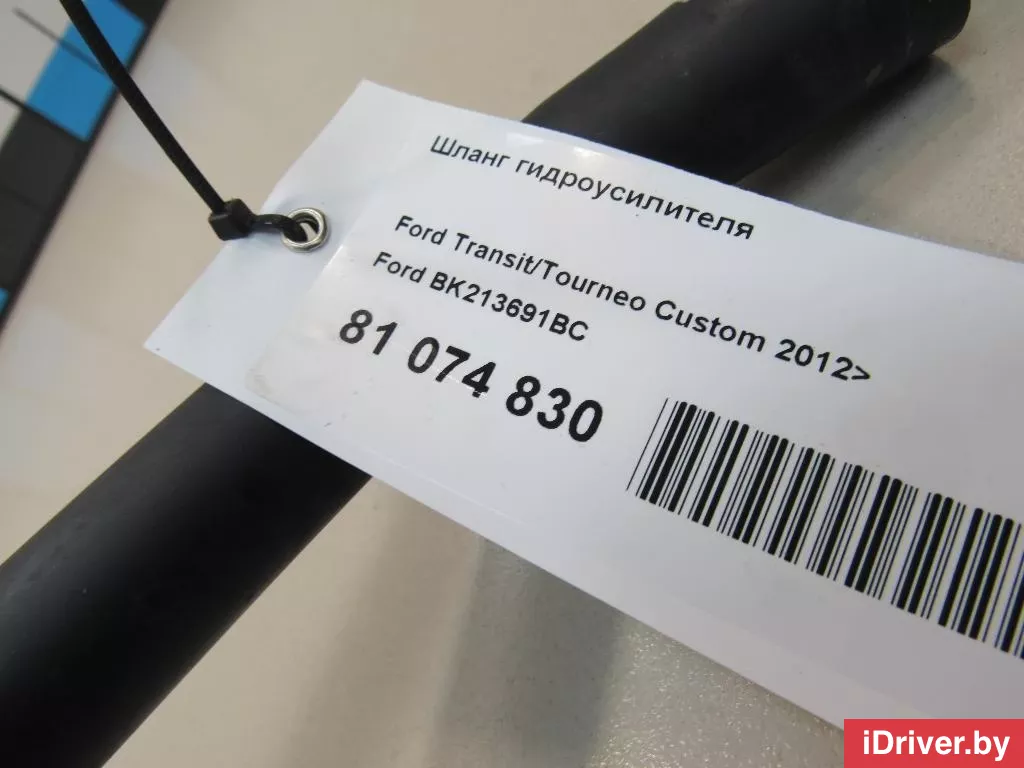 Шланг гидроусилителя
Ford Transit/Tourneo Custom 2012>
Ford BK213691BC
81 074 830
iDriver.by